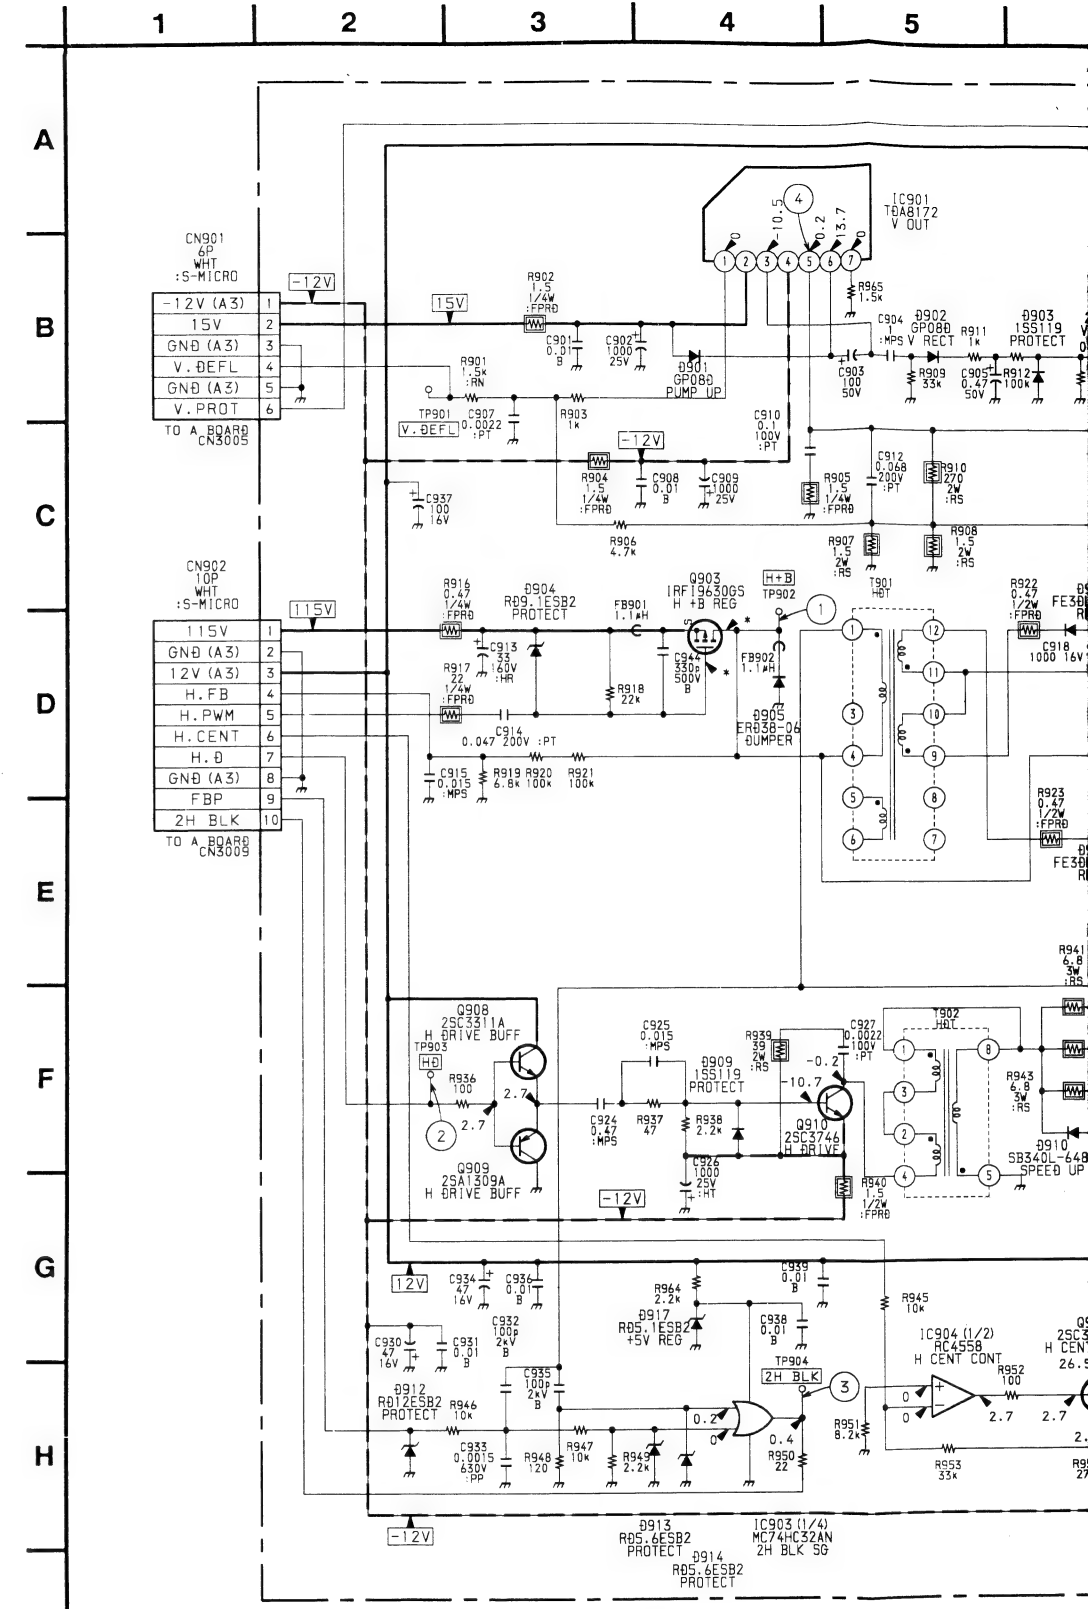 1 2 3 4 5
A
B
C
D
E
F
G
H
IC901
TDA8172
V OUT
4
0 -10.5 0.2 13.7 0
1 2 3 4 5 6 7
CN901
6P
WHT
:S-MICRO
-12V (A3) 1
15V 2
GND (A3) 3
V.DEFL 4
GND (A3) 5
V.PROT 6
TO A BOARD
CN3005
-12V
15V
R902
1.5
1/4W
:FPRD
R901
1.5k
:RN
TP901
V.DEFL
C907
0.0022
:PT
C901
0.01
B
C902
1000
25V
R903
1k
D901
GP08D
PUMP UP
R965
1.5k
C904
1
:MPS
D902
GP08D
V RECT
R911
1k
D903
1SS119
PROTECT
C903
100
50V
R909
33k
C905
0.47
50V
R912
100k
-12V
C910
0.1
100V
:PT
R904
1.5
1/4W
:FPRD
C908
0.01
B
C909
1000
25V
R905
1.5
1/4W
:FPRD
C912
0.068
200V
:PT
R910
270
2W
:RS
C937
100
16V
R906
4.7k
R907
1.5
2W
:RS
R908
1.5
2W
:RS
CN902
10P
WHT
:S-MICRO
115V 1
GND (A3) 2
12V (A3) 3
H.FB 4
H.PWM 5
H.CENT 6
H.D 7
GND (A3) 8
FBP 9
2H BLK 10
TO A BOARD
CN3009
115V
R916
0.47
1/4W
:FPRD
D904
RD9.1ESB2
PROTECT
FB901
1.1µH
Q903
IRFI9630GS
H +B REG
H+B
TP902
1
S
*
*
C913
33
160V
:HR
R917
22
1/4W
:FPRD
R918
22k
C944
330p
500V
B
FB902
1.1µH
D905
ERD38-06
DUMPER
C914
0.047 200V :PT
C915
0.015
:MPS
R919
6.8k
R920
100k
R921
100k
T901
HDT
1 12
11
3 10
4 9
5 8
6 7
R922
0.47
1/2W
:FPRD
C918
1000 16V
R923
0.47
1/2W
:FPRD
R941
6.8
3W
:RS
Q908
2SC3311A
H DRIVE BUFF
TP903
HD
R936
100
2.7
2.7
2
Q909
2SA1309A
H DRIVE BUFF
C925
0.015
:MPS
C924
0.47
:MPS
R937
47
R938
2.2k
D909
1SS119
PROTECT
R939
39
2W
:RS
C927
0.0022
100V
:PT
-0.2
-10.7
Q910
2SC3746
H DRIVE
C926
1000
25V
:HT
T902
HDT
1 8
3
2
4 5
R943
6.8
3W
:RS
D910
SB340L-648
SPEED UP
R940
1.5
1/2W
:FPRD
-12V
12V
C934
47
16V
C936
0.01
B
R964
2.2k
C939
0.01
B
D917
RD5.1ESB2
+5V REG
C938
0.01
B
R945
10k
C930
47
16V
C931
0.01
B
C932
100p
2kV
B
C935
100p
2kV
B
TP904
2H BLK
3
IC904 (1/2)
RC4558
H CENT CONT
R952
100
D912
RD12ESB2
PROTECT
R946
10k
C933
0.0015
630V
:PP
R948
120
R947
10k
R949
2.2k
0.2
0
0.4
R950
22
R951
8.2k
0
0
2.7
2.7
R953
33k
-12V
D913
RD5.6ESB2
PROTECT
D914
RD5.6ESB2
PROTECT
IC903 (1/4)
MC74HC32AN
2H BLK SG